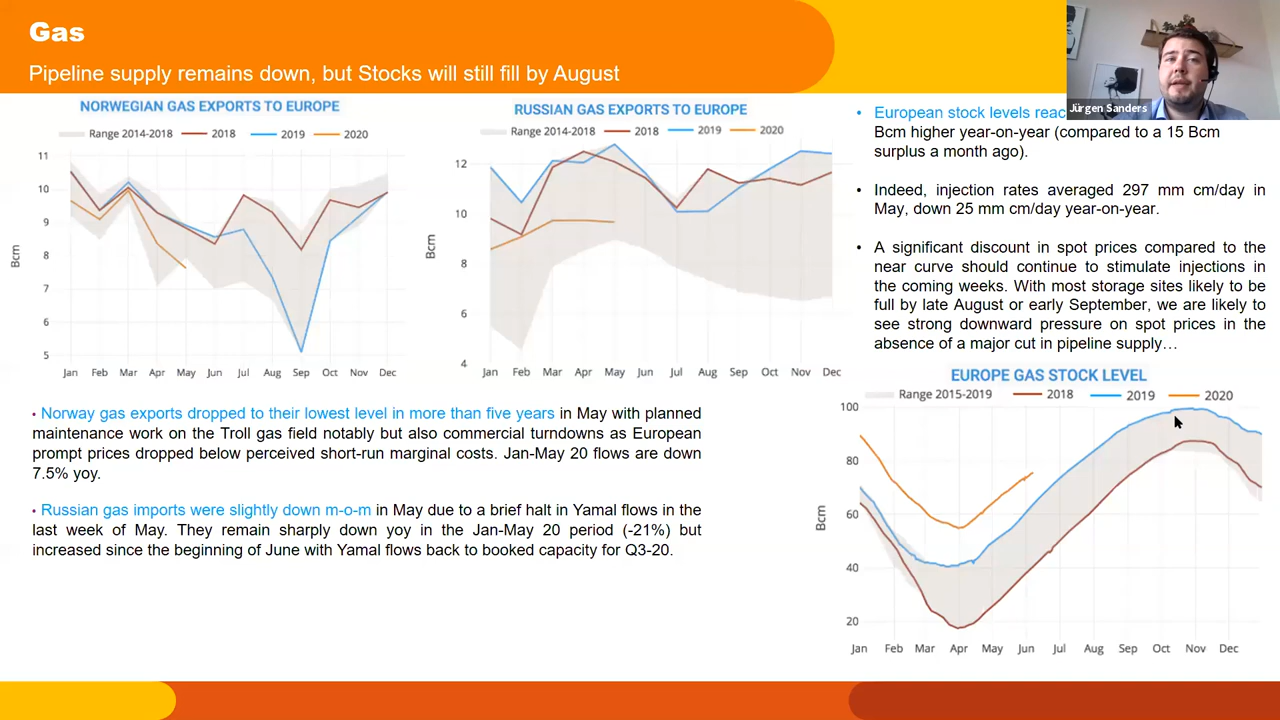 Gas
Pipeline supply remains down, but Stocks will still fill by August
NORWEGIAN GAS EXPORTS TO EUROPE
Range 2014-2018 2018 2019 2020
Bcm
11
10
9
8
7
6
5
Jan Feb Mar Apr May Jun Jul Aug Sep Oct Nov Dec
RUSSIAN GAS EXPORTS TO EUROPE
Range 2014-2018 2018 2019 2020
Bcm
12
10
8
6
4
Jan Feb Mar Apr May Jun Jul Aug Sep Oct Nov Dec
• Norway gas exports dropped to their lowest level in more than five years in May with planned
maintenance work on the Troll gas field notably but also commercial turndowns as European
prompt prices dropped below perceived short-run marginal costs. Jan-May 20 flows are down
7.5% yoy.
• Russian gas imports were slightly down m-o-m in May due to a brief halt in Yamal flows in the
last week of May. They remain sharply down yoy in the Jan-May 20 period (-21%) but
increased since the beginning of June with Yamal flows back to booked capacity for Q3-20.
Jürgen Sanders
• European stock levels
Bcm higher year-on-year (compared to a 15 Bcm
surplus a month ago).
• Indeed, injection rates averaged 297 mm cm/day in
May, down 25 mm cm/day year-on-year.
• A significant discount in spot prices compared to the
near curve should continue to stimulate injections in
the coming weeks. With most storage sites likely to be
full by late August or early September, we are likely to
see strong downward pressure on spot prices in the
absence of a major cut in pipeline supply…
EUROPE GAS STOCK LEVEL
Range 2015-2019 2018 2019 2020
Bcm
100
80
60
40
20
Jan Feb Mar Apr May Jun Jul Aug Sep Oct Nov Dec